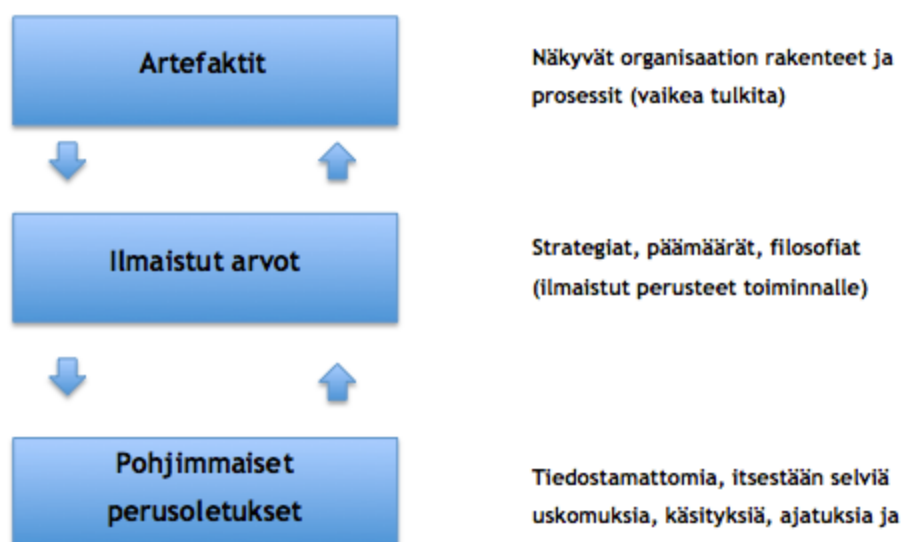 Artefaktit
Näkyvät organisaation rakenteet ja
prosessit (vaikea tulkita)
Ilmaistut arvot
Strategiat, päämäärät, filosofiat
(ilmaistut perusteet toiminnalle)
Pohjimmaiset
perusoletukset
Tiedostamattomia, itsestään selviä
uskomuksia, käsityksiä, ajatuksia ja